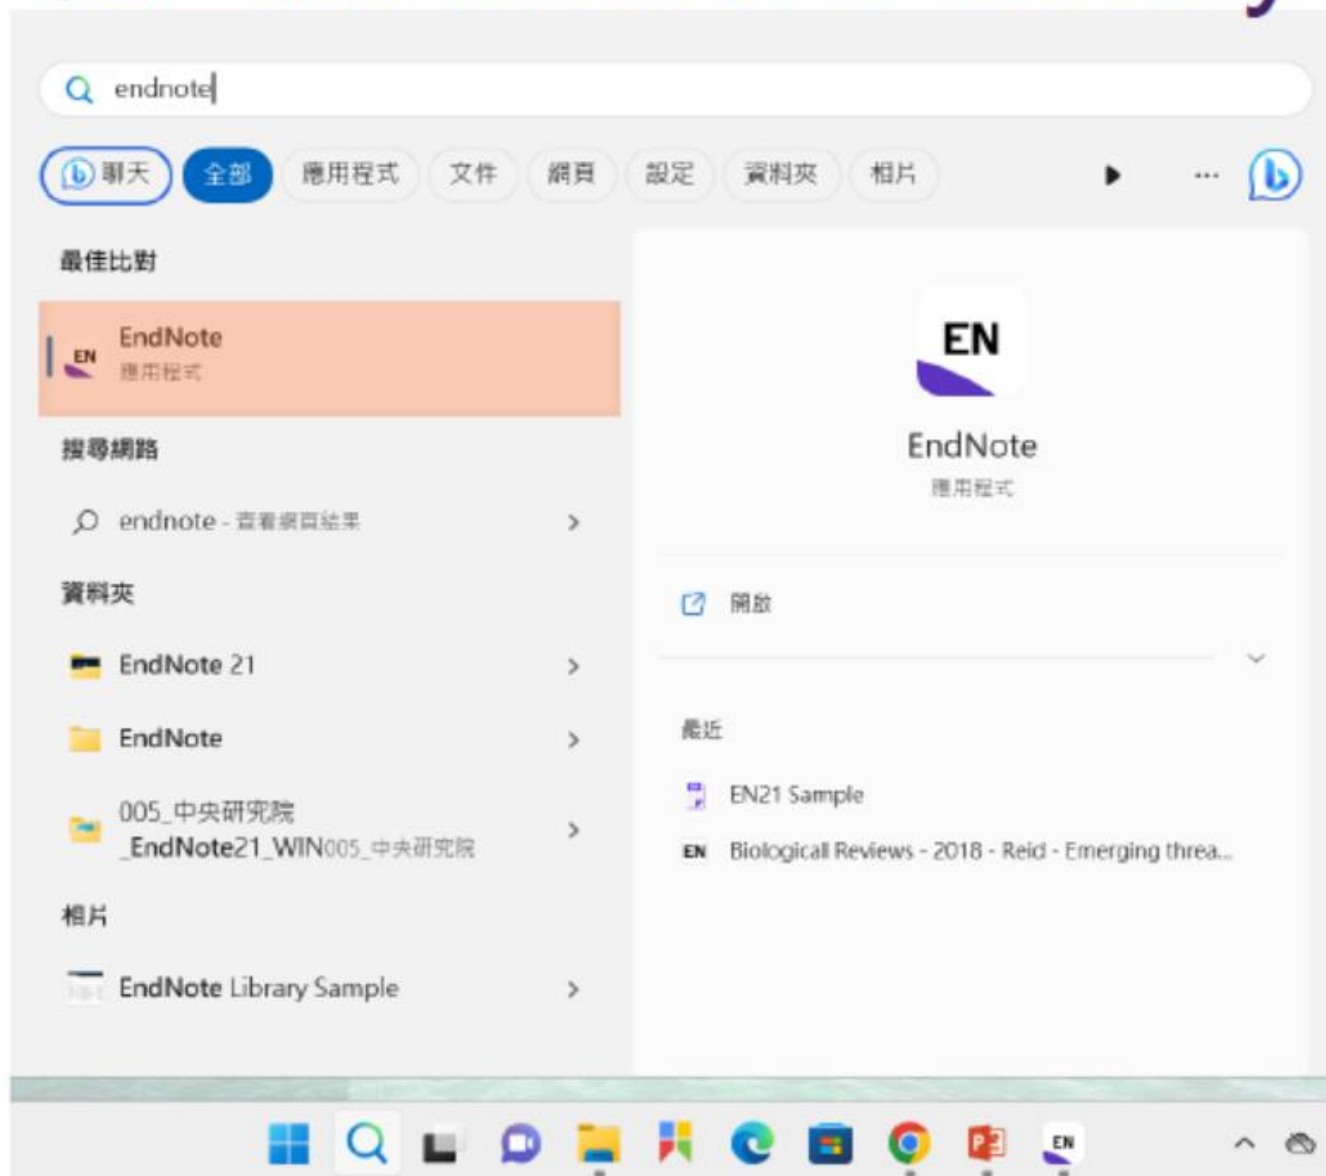 endnote
聊天 全部 應用程式 文件 網頁 設定 資料夾 相片 ...
最佳比對
EN EndNote
應用程式
搜尋網路
endnote - 查看網頁結果
資料夾
EndNote 21
EndNote
005_中央研究院
_EndNote21_WIN005_中央研究院
相片
EndNote Library Sample
EN
EndNote
應用程式
開啟
最近
EN21 Sample
EN Biological Reviews - 2018 - Reid - Emerging threa...
EN